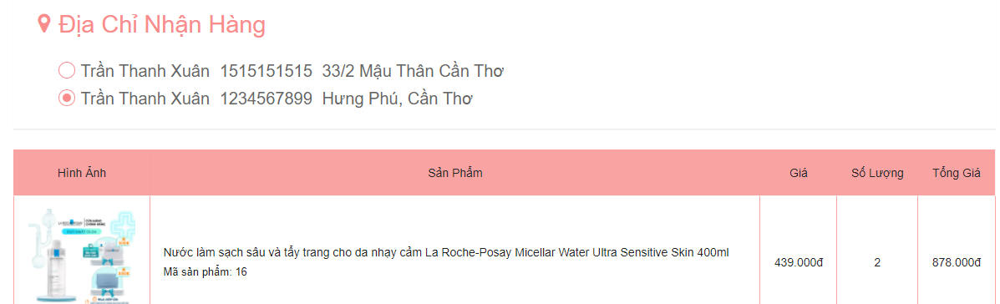 Địa Chỉ Nhận Hàng
Trần Thanh Xuân 1515151515 33/2 Mậu Thân Cần Thơ
Trần Thanh Xuân 1234567899 Hưng Phú, Cần Thơ
Hình Ảnh Sản Phẩm Giá Số Lượng Tổng Giá
LA ROCHE POSAY
Nước làm sạch sâu và tẩy trang cho da nhạy cảm La Roche-Posay Micellar Water Ultra Sensitive Skin 400ml
Mã sản phẩm: 16
439.000đ 2 878.000đ